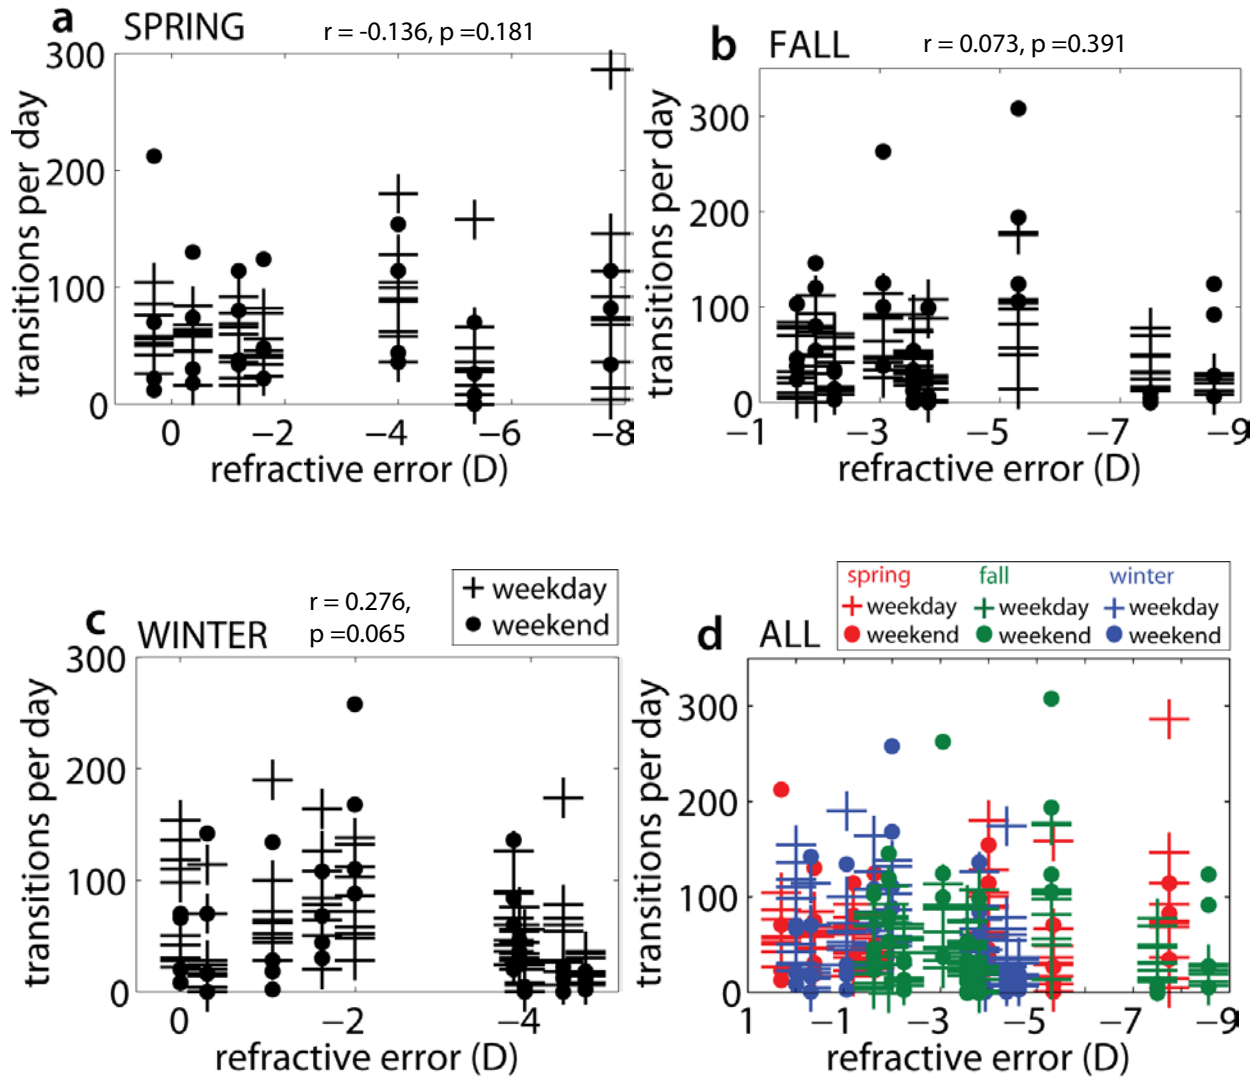 a SPRING
r = -0.136, p =0.181
300
200
100
0
transitions per day
0 −2 −4 −6 −8
refractive error (D)
b FALL
r = 0.073, p =0.391
300
200
100
0
transitions per day
−1 −3 −5 −7 −9
refractive error (D)
c WINTER
r = 0.276,
p =0.065
weekday
weekend
300
200
100
0
transitions per day
0 −2 −4
refractive error (D)
d ALL
spring fall winter
weekday weekday weekday
weekend weekend weekend
300
200
100
0
transitions per day
1 −1 −3 −5 −7 −9
refractive error (D)